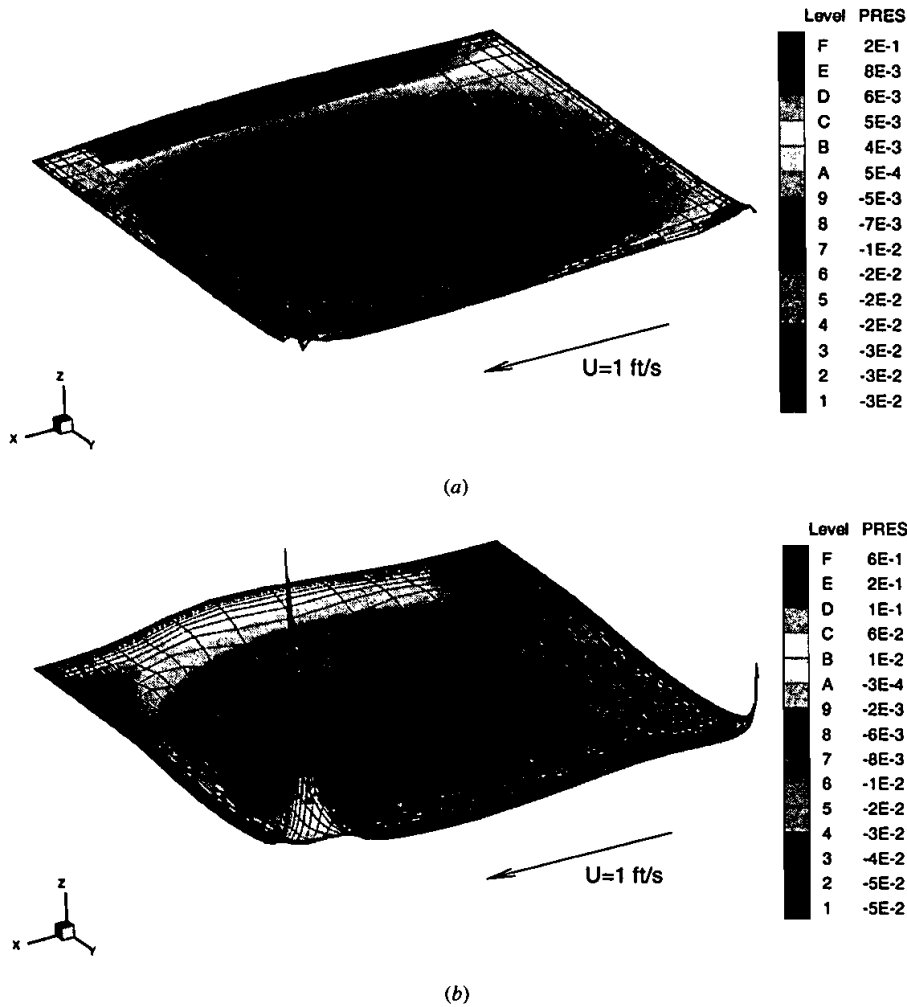 Level PRES
F 2E-1
E 8E-3
D 6E-3
C 5E-3
B 4E-3
A 5E-4
9 -5E-3
8 -7E-3
7 -1E-2
6 -2E-2
5 -2E-2
4 -2E-2
3 -3E-2
2 -3E-2
1 -3E-2
U=1 ft/s
Z
X
Y
(a)
Level PRES
F 6E-1
E 2E-1
D 1E-1
C 6E-2
B 1E-2
A -3E-4
9 -2E-3
8 -6E-3
7 -8E-3
6 -1E-2
5 -2E-2
4 -3E-2
3 -4E-2
2 -5E-2
1 -5E-2
U=1 ft/s
Z
X
Y
(b)